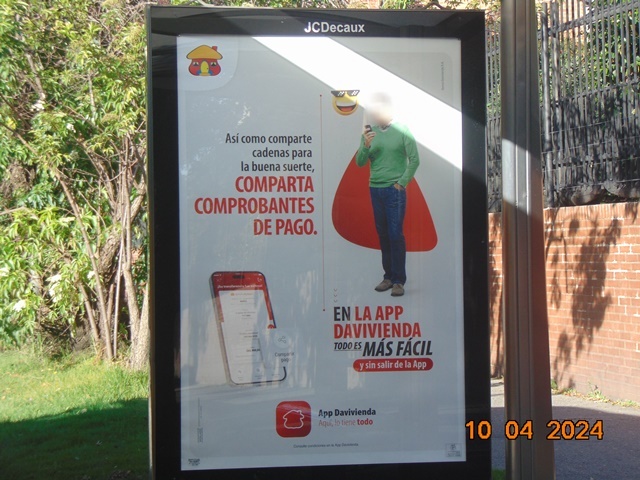 JCDecaux
Así como comparte
cadenas para
la buena suerte,
COMPARTA
COMPROBANTES
DE PAGO.
EN LA APP
DAVIVIENDA
TODO ES MÁS FÁCIL
y sin salir de la App
App Davivienda
Aquí, lo tiene todo
10 04 2024